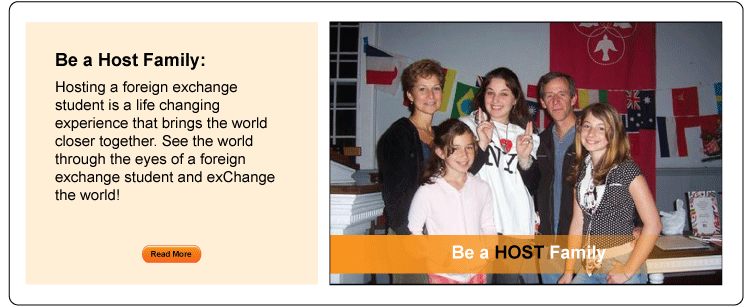 Be a Host Family:
Hosting a foreign exchange
student is a life changing
experience that brings the world
closer together. See the world
through the eyes of a foreign
exchange student and exChange
the world!
Read More
NY
Be a HOST Family